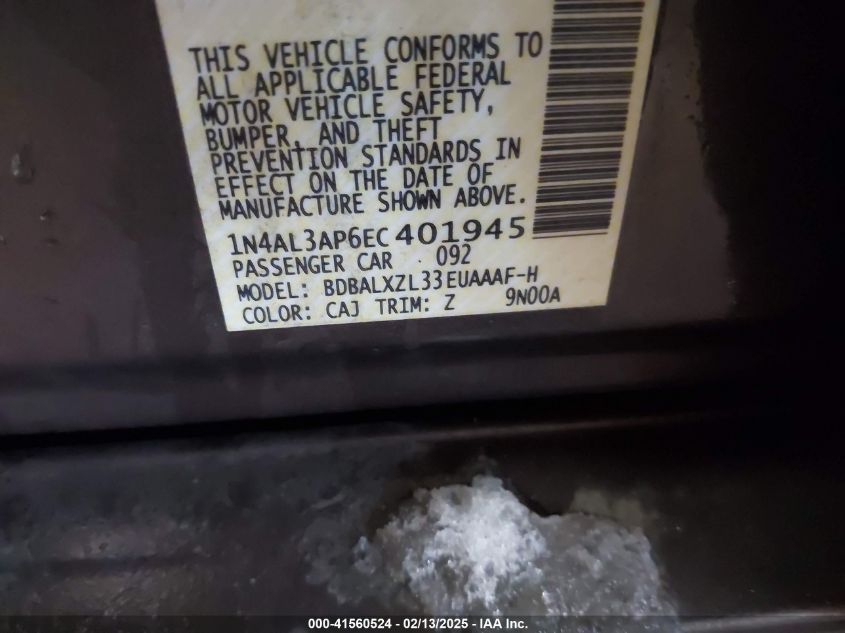 THIS VEHICLE CONFORMS TO
ALL APPLICABLE FEDERAL
MOTOR VEHICLE SAFETY,
BUMPER, AND THEFT
PREVENTION STANDARDS IN
EFFECT ON THE DATE OF
MANUFACTURE SHOWN ABOVE.
1N4AL3AP6EC401945
PASSENGER CAR 092
MODEL: BDBALXZL33EUAAAF-H
COLOR: CAJ TRIM: Z 9N00A
000-41560524 - 02/13/2025 - IAA Inc.